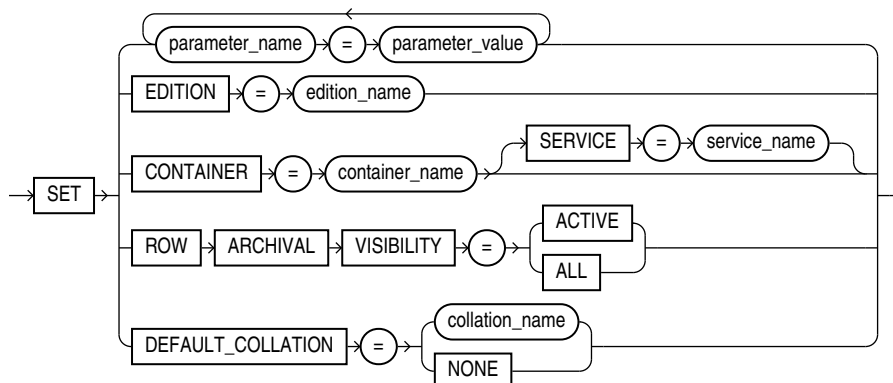 parameter_name = parameter_value
EDITION = edition_name
SERVICE = service_name
CONTAINER = container_name
SET
ROW ARCHIVAL VISIBILITY = ACTIVE
ALL
DEFAULT_COLLATION = collation_name
NONE